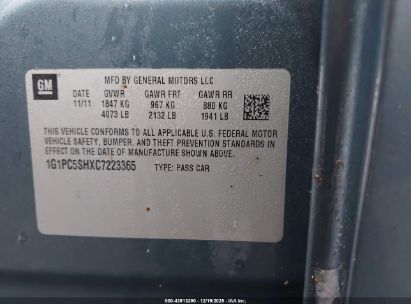 GM
MFD BY GENERAL MOTORS LLC
DATE GVWR GAWR FRT GAWR RR
11/11 1847 KG 967 KG 880 KG
4073 LB 2132 LB 1941 LB
THIS VEHICLE CONFORMS TO ALL APPLICABLE U.S. FEDERAL MOTOR
VEHICLE SAFETY, BUMPER, AND THEFT PREVENTION STANDARDS
IN EFFECT ON THE DATE OF MANUFACTURE SHOWN ABOVE.
1G1PC5SHXC7223365 TYPE: PASS CAR